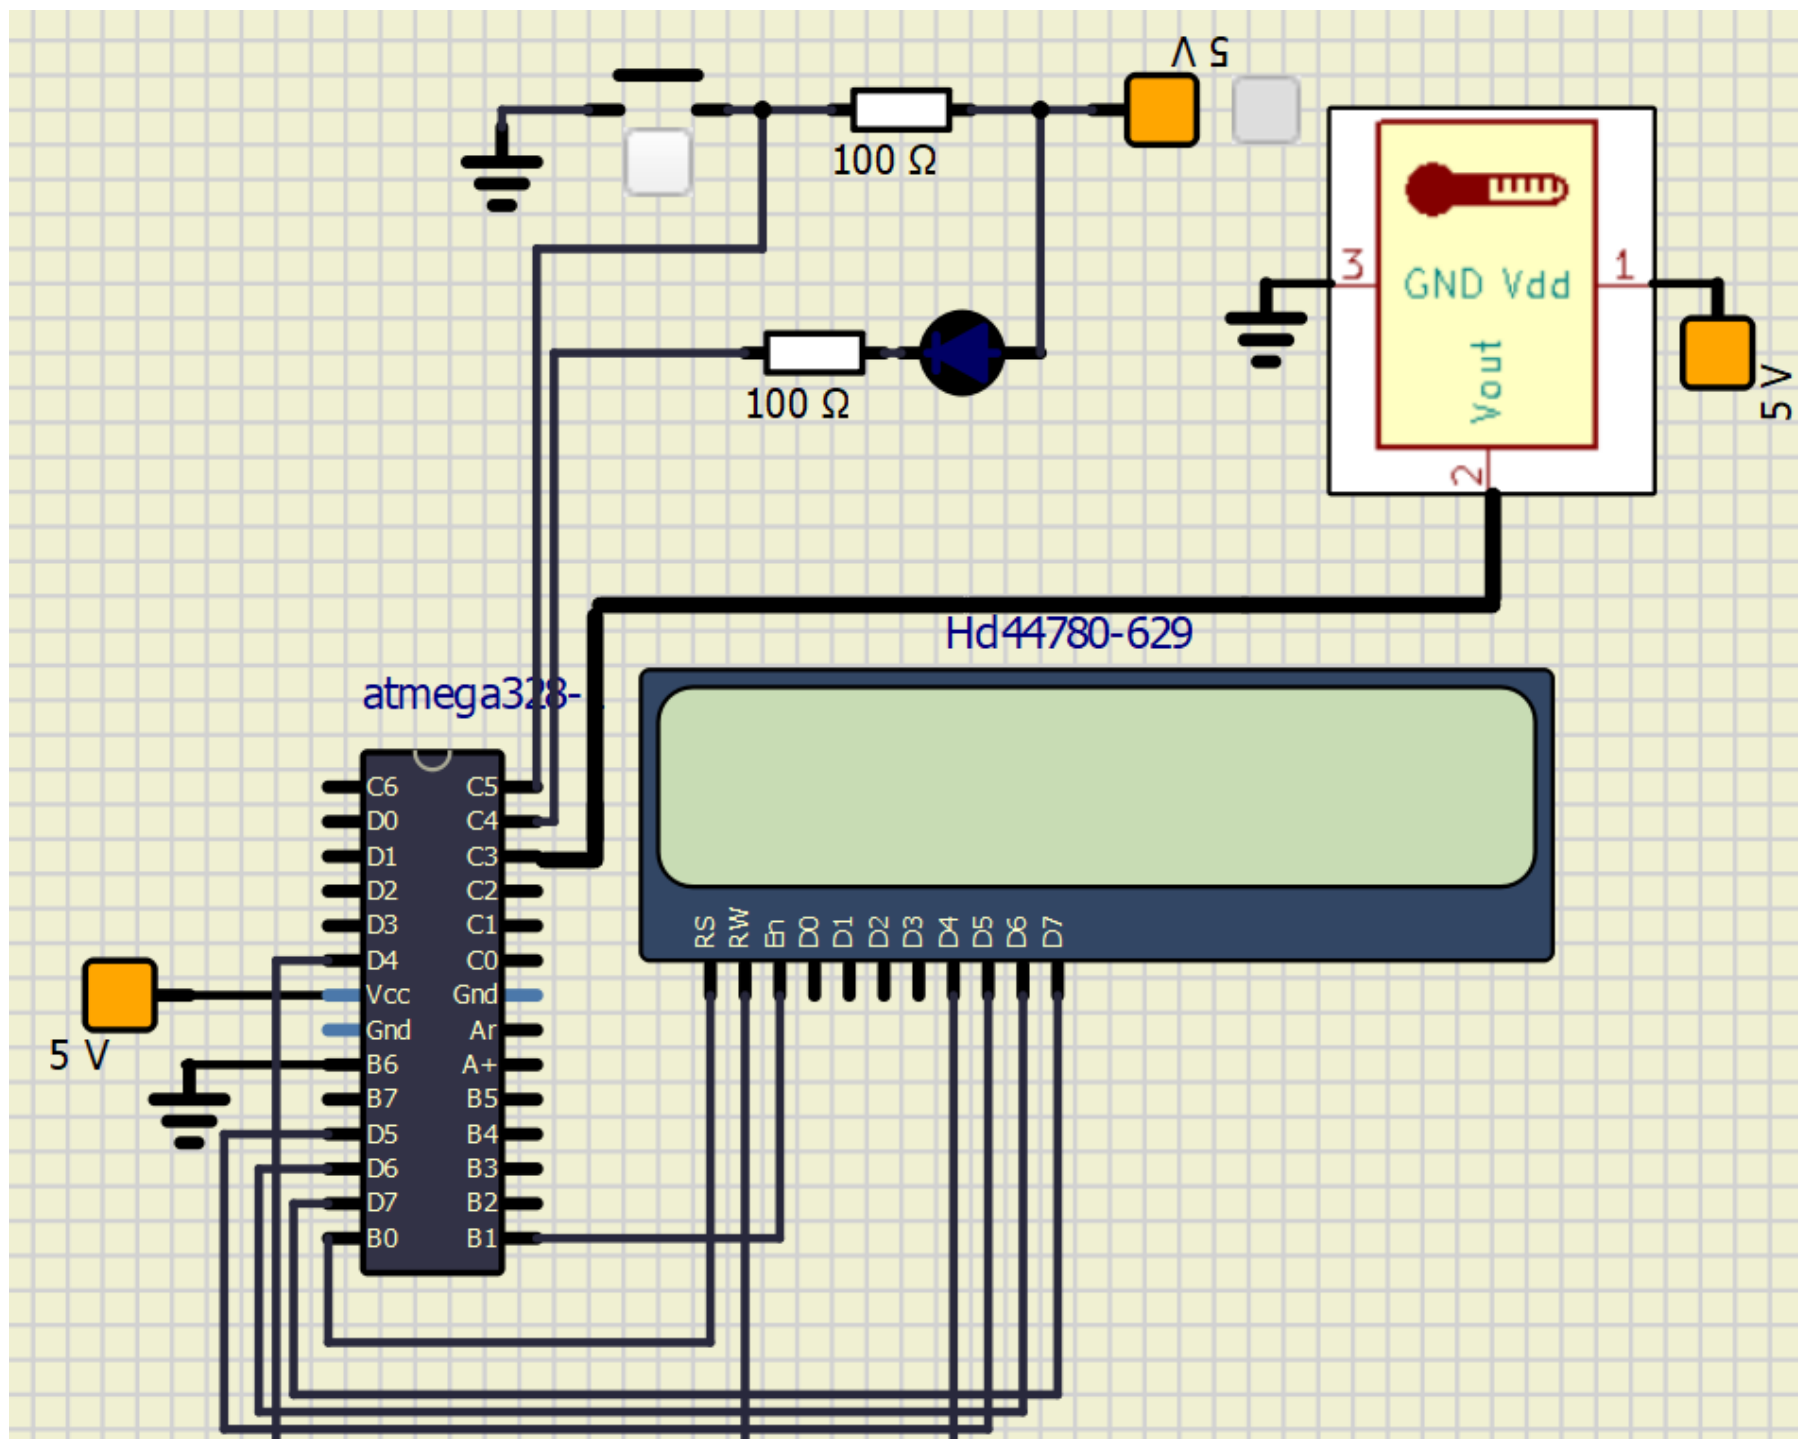 5 V
100 Ω
3
GND Vdd
1
Vout
2
5 V
100 Ω
Hd44780-629
atmega328-
C6
C5
D0
C4
D1
C3
D2
C2
D3
C1
D4
C0
Vcc
Gnd
Gnd
Ar
B6
A+
B7
B5
D5
B4
D6
B3
D7
B2
B0
B1
RS
RW
En
D0
D1
D2
D3
D4
D5
D6
D7
5 V